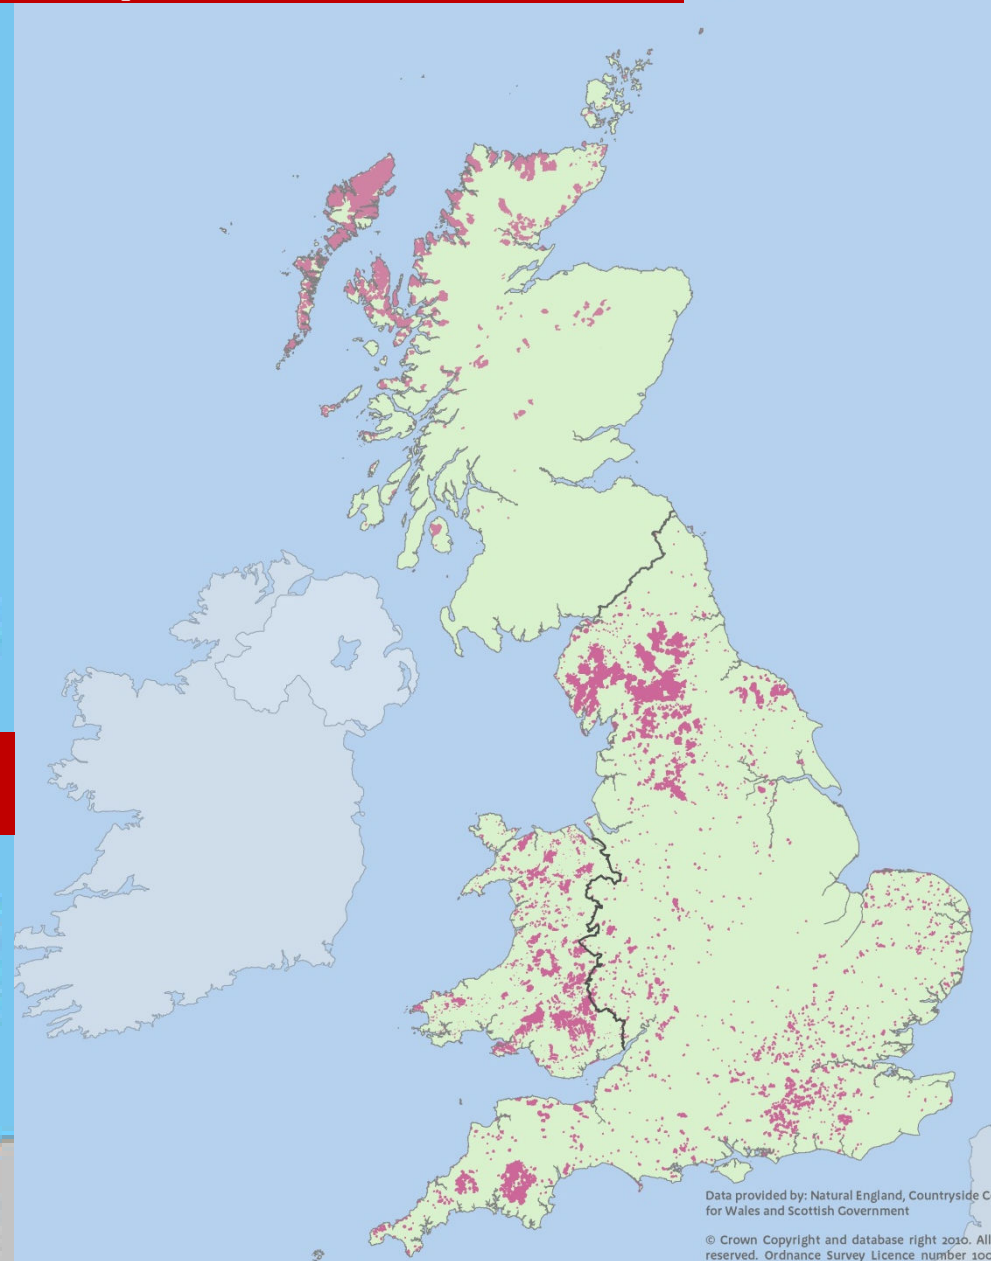 Data provided by: Natural England, Countryside
for Wales and Scottish Government
© Crown Copyright and database right 2010. All
reserved. Ordnance Survey Licence number